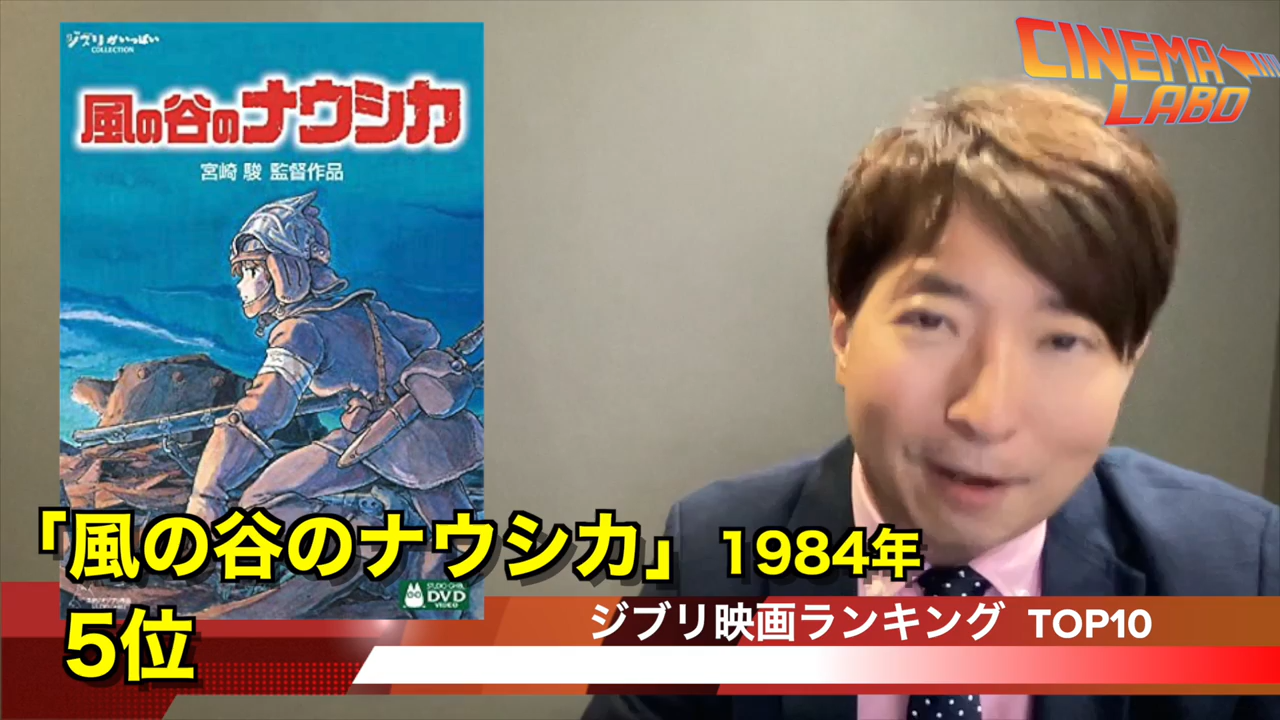 ジブリがいっぱい
COLLECTION
風の谷のナウシカ
宮崎 駿 監督作品
CINEMA
LABO
「風の谷のナウシカ」 1984年
STUDIO GHIBLI
DVD
VIDEO
ジブリ映画ランキング TOP10
5位